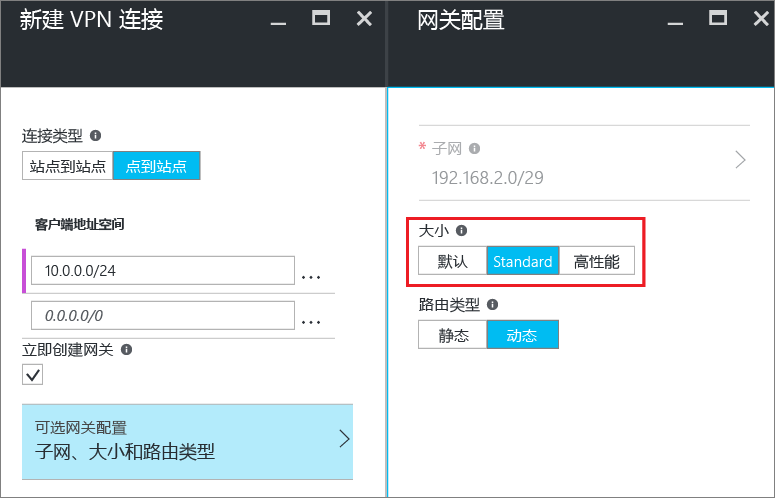 新建 VPN 连接
连接类型
站点到站点 点到站点
客户端地址空间
10.0.0.0/24 ...
0.0.0.0/0 ...
立即创建网关
可选网关配置
子网、大小和路由类型
网关配置
* 子网
192.168.2.0/29
大小
默认 Standard 高性能
路由类型
静态 动态